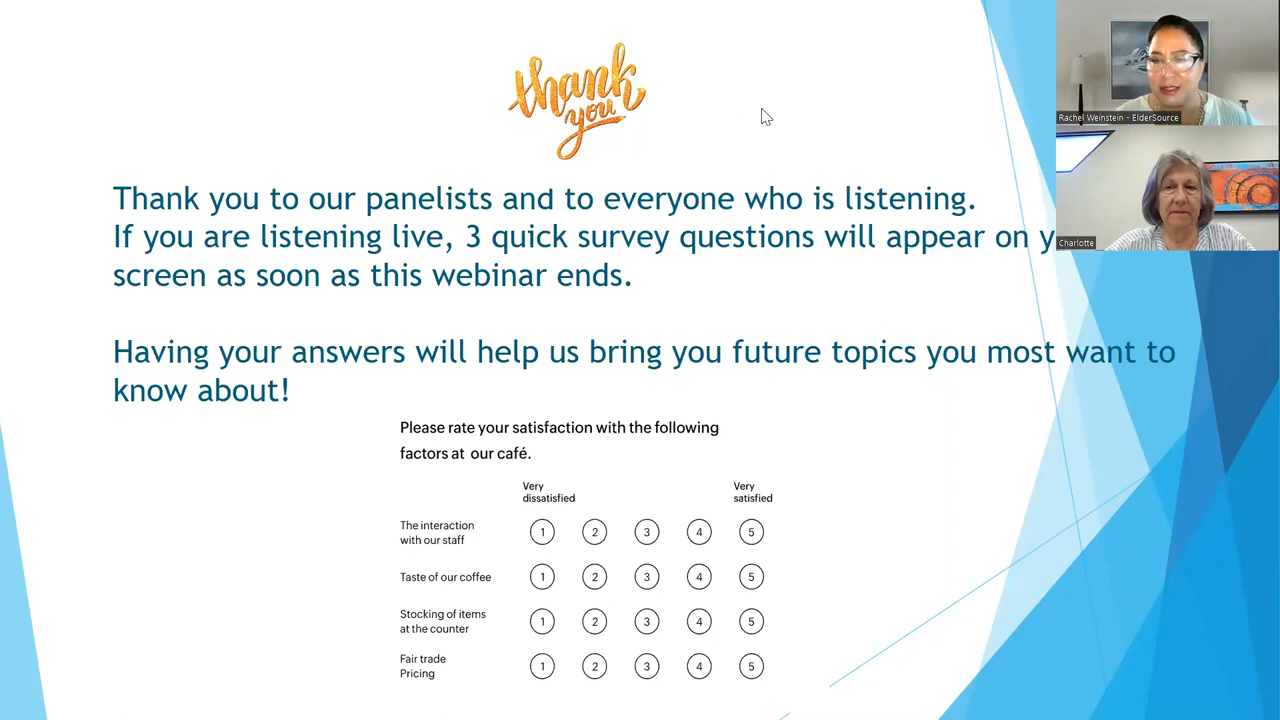 thank
you
Thank you to our panelists and to everyone who is listening.
If you are listening live, 3 quick survey questions will appear on y
screen as soon as this webinar ends.
Having your answers will help us bring you future topics you most want to
know about!
Please rate your satisfaction with the following
factors at our café.
Very
dissatisfied
Very
satisfied
The interaction
with our staff
1 2 3 4 5
Taste of our coffee
1 2 3 4 5
Stocking of items
at the counter
1 2 3 4 5
Fair trade
Pricing
1 2 3 4 5
Rachel Weinstein - ElderSource
Charlotte